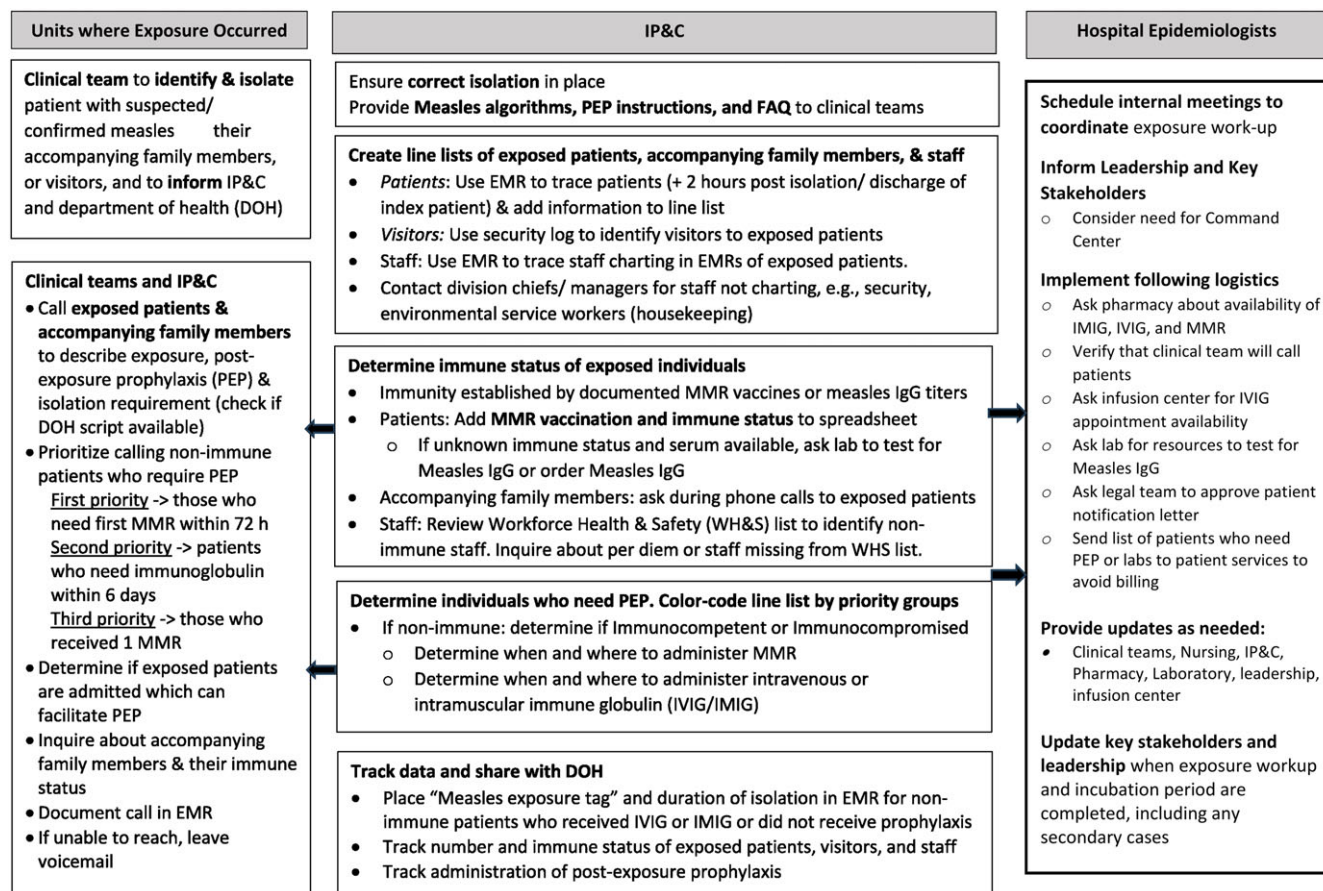 Units where Exposure Occurred
Clinical team to identify & isolate
patient with suspected/
confirmed measles their
accompanying family members,
or visitors, and to inform IP&C
and department of health (DOH)
Clinical teams and IP&C
• Call exposed patients &
accompanying family members
to describe exposure, post-
exposure prophylaxis (PEP) &
isolation requirement (check if
DOH script available)
• Prioritize calling non-immune
patients who require PEP
First priority -> those who
need first MMR within 72 h
Second priority -> patients
who need immunoglobulin
within 6 days
Third priority -> those who
received 1 MMR
• Determine if exposed patients
are admitted which can
facilitate PEP
• Inquire about accompanying
family members & their immune
status
• Document call in EMR
• If unable to reach, leave
voicemail
IP&C
Ensure correct isolation in place
Provide Measles algorithms, PEP instructions, and FAQ to clinical teams
Create line lists of exposed patients, accompanying family members, & staff
• Patients: Use EMR to trace patients (+ 2 hours post isolation/ discharge of
index patient) & add information to line list
• Visitors: Use security log to identify visitors to exposed patients
• Staff: Use EMR to trace staff charting in EMRs of exposed patients.
• Contact division chiefs/ managers for staff not charting, e.g., security,
environmental service workers (housekeeping)
Determine immune status of exposed individuals
• Immunity established by documented MMR vaccines or measles IgG titers
• Patients: Add MMR vaccination and immune status to spreadsheet
o If unknown immune status and serum available, ask lab to test for
Measles IgG or order Measles IgG
• Accompanying family members: ask during phone calls to exposed patients
• Staff: Review Workforce Health & Safety (WH&S) list to identify non-
immune staff. Inquire about per diem or staff missing from WHS list.
Determine individuals who need PEP. Color-code line list by priority groups
• If non-immune: determine if Immunocompetent or Immunocompromised
o Determine when and where to administer MMR
o Determine when and where to administer intravenous or
intramuscular immune globulin (IVIG/IMIG)
Track data and share with DOH
• Place “Measles exposure tag” and duration of isolation in EMR for non-
immune patients who received IVIG or IMIG or did not receive prophylaxis
• Track number and immune status of exposed patients, visitors, and staff
• Track administration of post-exposure prophylaxis
Hospital Epidemiologists
Schedule internal meetings to
coordinate exposure work-up
Inform Leadership and Key
Stakeholders
o Consider need for Command
Center
Implement following logistics
o Ask pharmacy about availability of
IMIG, IVIG, and MMR
o Verify that clinical team will call
patients
o Ask infusion center for IVIG
appointment availability
o Ask lab for resources to test for
Measles IgG
o Ask legal team to approve patient
notification letter
o Send list of patients who need
PEP or labs to patient services to
avoid billing
Provide updates as needed:
• Clinical teams, Nursing, IP&C,
Pharmacy, Laboratory, leadership,
infusion center
Update key stakeholders and
leadership when exposure workup
and incubation period are
completed, including any
secondary cases